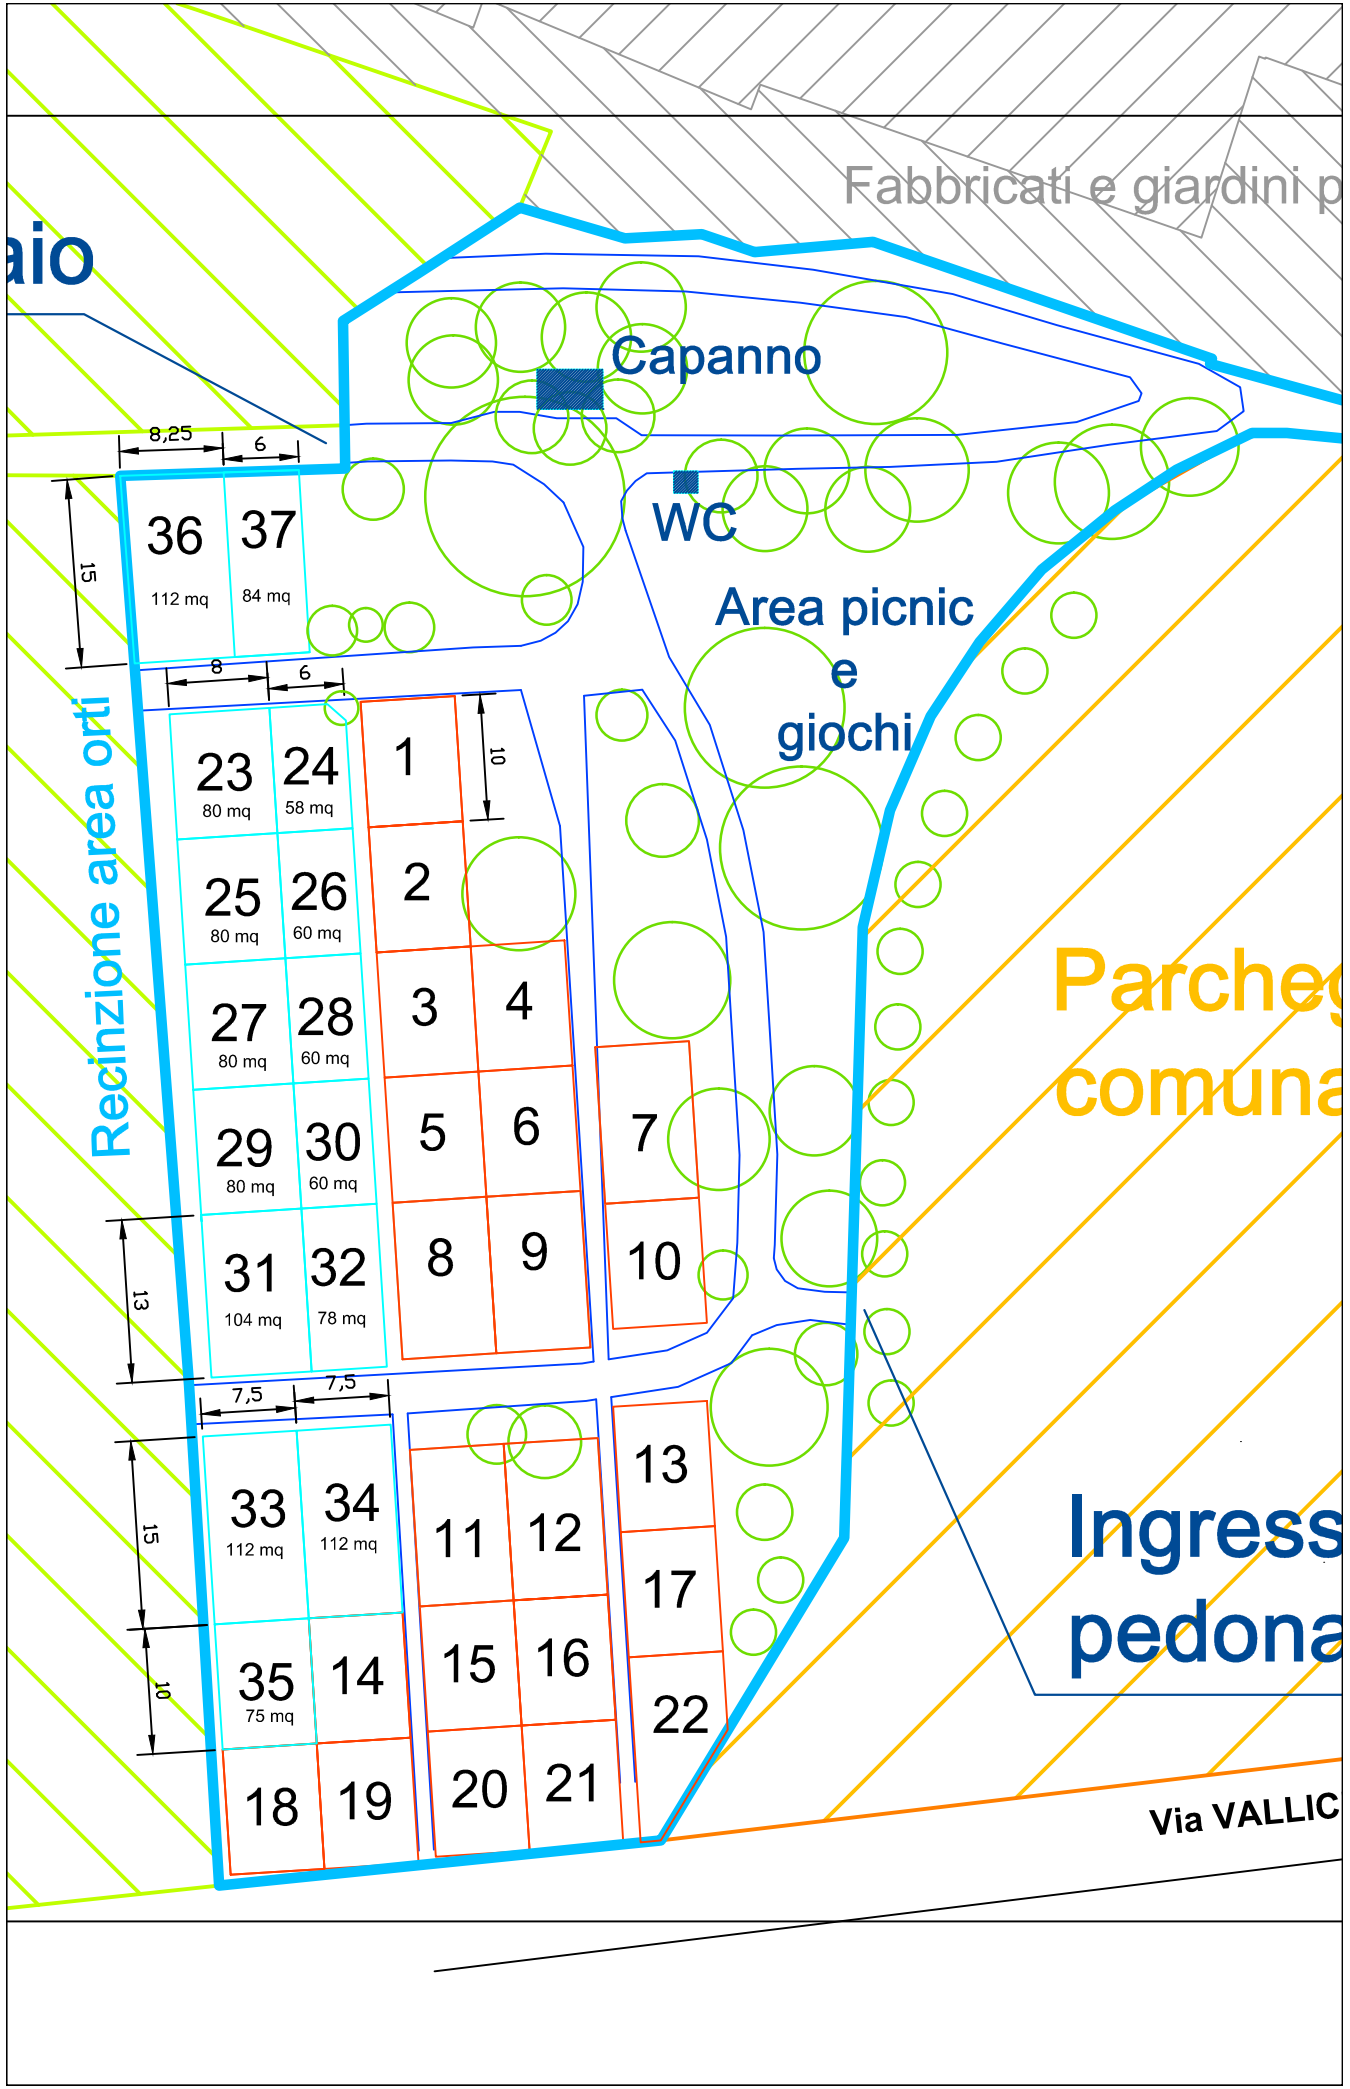 Fabbricati e giardini p
aio
Capanno
8,25
6
WC
36
37
15
112 mq
84 mq
Area picnic
e
giochi
8
6
Recinzione area orti
23
24
1
10
80 mq
58 mq
2
25
26
80 mq
60 mq
3
4
27
28
80 mq
60 mq
Parcheg
comuna
5
6
7
29
30
80 mq
60 mq
8
9
10
31
32
13
104 mq
78 mq
7,5
7,5
13
33
34
11
12
15
112 mq
112 mq
Ingress
pedona
17
35
14
15
16
10
75 mq
22
18
19
20
21
Via VALLIC